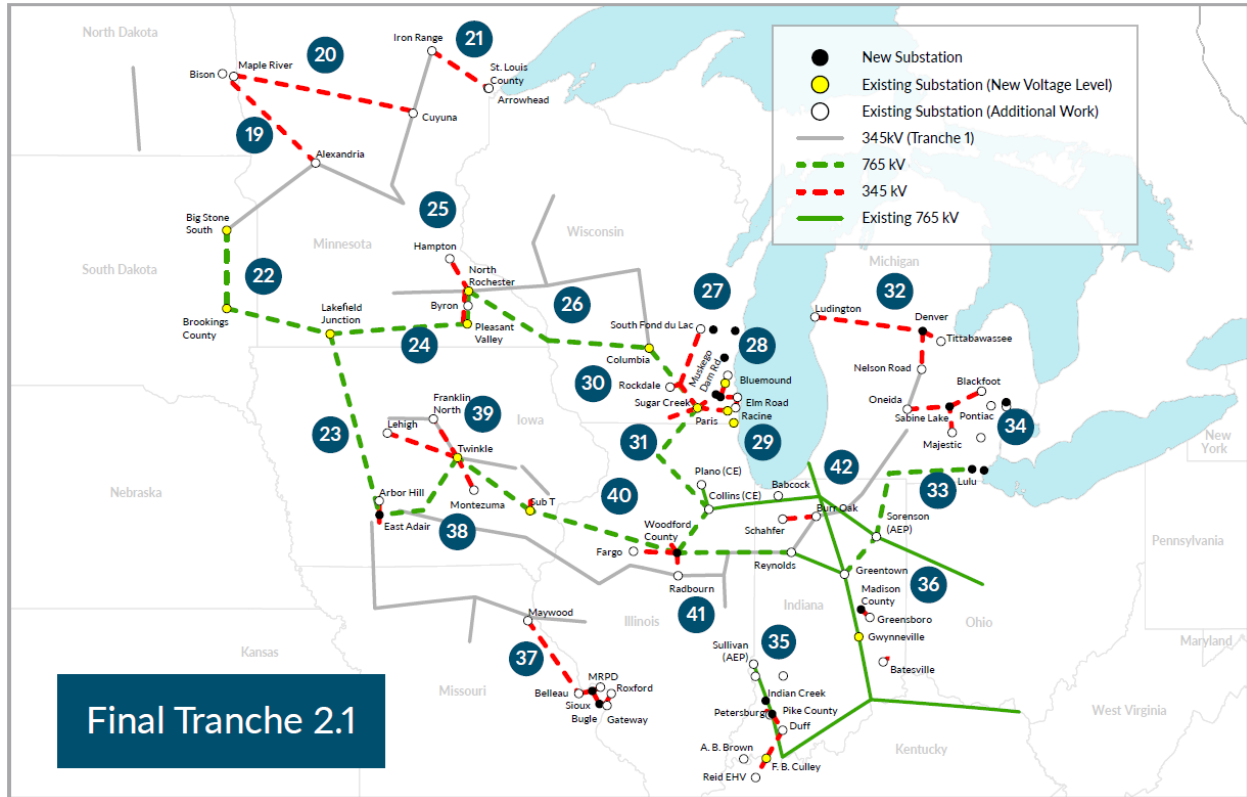 North Dakota
20
Iron Range
21
Bison
Maple River
St. Louis
County
Arrowhead
Cuyuna
19
Alexandria
New Substation
Existing Substation (New Voltage Level)
Existing Substation (Additional Work)
345kV (Tranche 1)
765 kV
345 kV
Existing 765 kV
Big Stone
South
25
Minnesota
Hampton
Wisconsin
South Dakota
22
North
Rochester
Michigan
Brookings
County
Lakefield
Junction
Byron
26
27
32
Ludington
Denver
24
Pleasant
Valley
South Fond du Lac
28
Tittabawassee
Columbia
Muskego
Dam Rd
Nelson Road
30
Rockdale
Bluemound
Blackfoot
39
Franklin
North
Sugar Creek
Elm Road
Oneida
Lehigh
Iowa
Paris
Racine
Sabine Lake
Pontiac
34
23
31
29
Majestic
New
York
Twinkle
42
Nebraska
40
Plano (CE)
Babcock
33
Lulu
Arbor Hill
Montezuma
Sub T
Collins (CE)
East Adair
38
Woodford
County
Schahfer
Burr Oak
Sorenson
(AEP)
Pennsylvania
Fargo
Reynolds
Radbourn
Greentown
36
Madison
County
41
Indiana
Maywood
Illinois
Greensboro
Ohio
35
Gwynneville
Maryland
Kansas
37
Sullivan
(AEP)
Batesville
Missouri
MRPD
Belleau
Roxford
Sioux
Indian Creek
Bugle
Gateway
Petersburg
Pike County
West Virginia
Final Tranche 2.1
Duff
A. B. Brown
Kentucky
F. B. Culley
Reid EHV